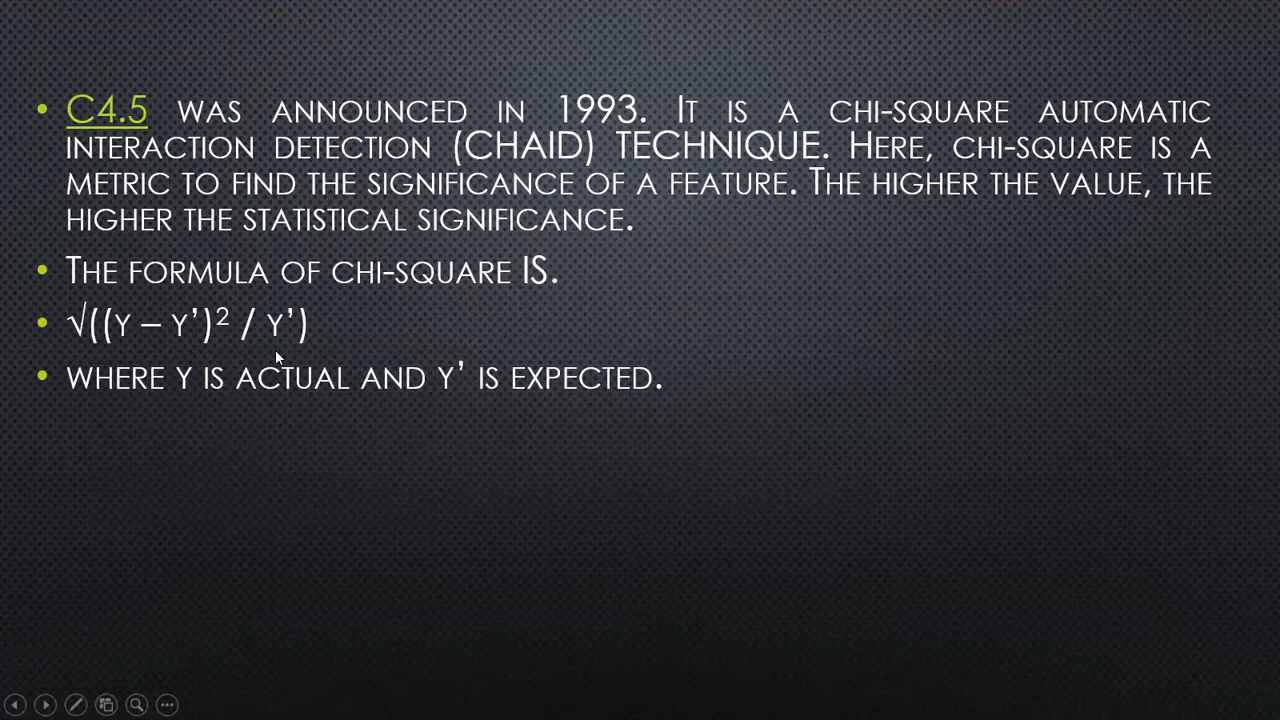 • C4.5 was announced in 1993. It is a chi-square automatic
interaction detection (CHAID) TECHNIQUE. Here, chi-square is a
metric to find the significance of a feature. The higher the value, the
higher the statistical significance.
• The formula of chi-square IS.
• √((y – y’)² / y’)
• where y is actual and y’ is expected.